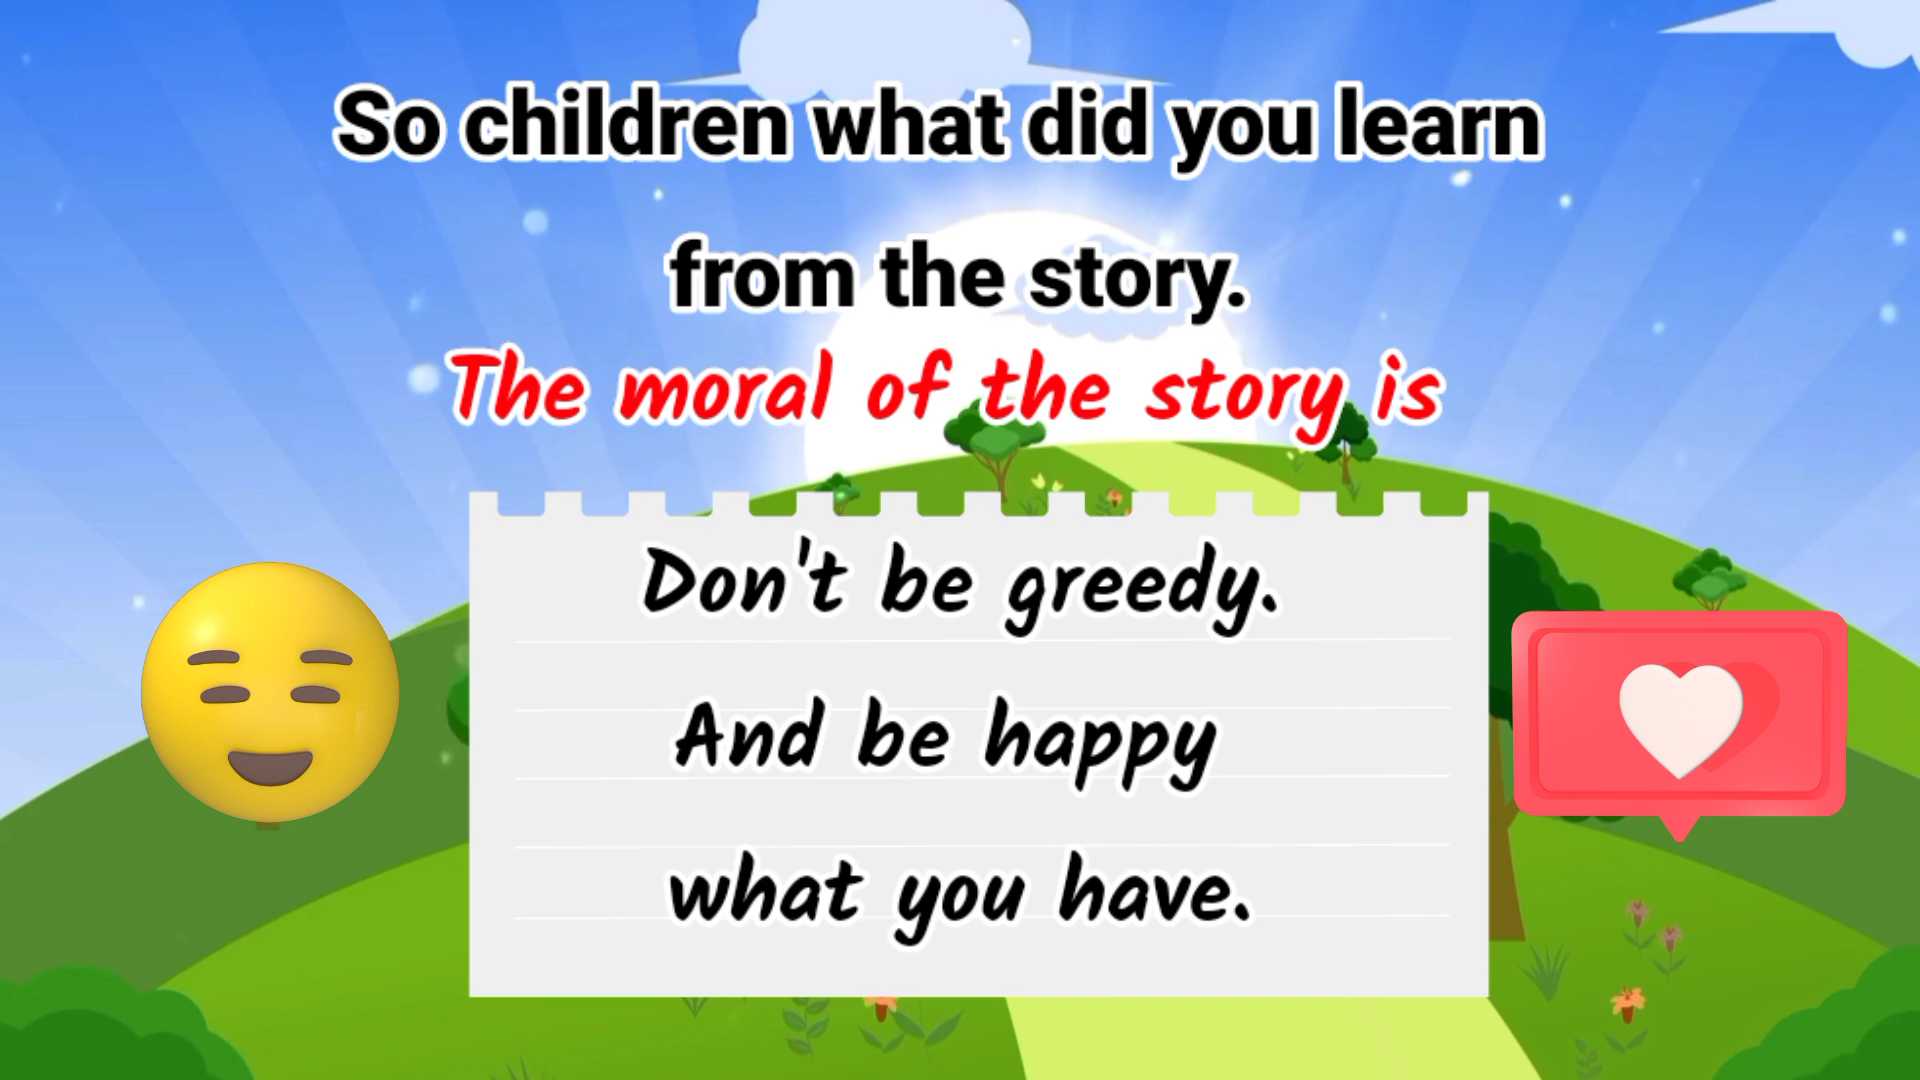 So children what did you learn
from the story.
The moral of the story is
Don't be greedy.
And be happy
what you have.